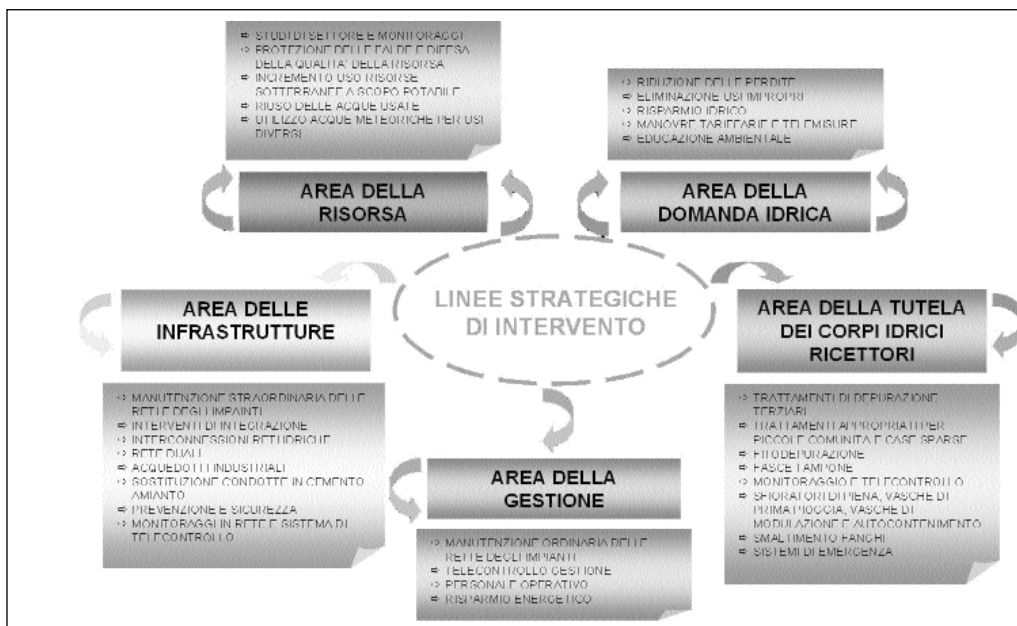 STUDI DI SETTORE E MONITORAGGI
PROTEZIONE DELLE FALDE E DIFESA
DELLA QUALITA' DELLA RISORSA
INCREMENTO USO RISORSE
SOTTERRANEE A SCOPO POTABILE
RIUSO DELLE ACQUE USATE
UTILIZZO ACQUE METEORICHE PER USI
DIVERSI
AREA DELLA
RISORSA
RIDUZIONE DELLE PERDITE
ELIMINAZIONE USI IMPROPRI
RISPARMIO IDRICO
MANOVRE TARIFFARIE E TELEMISURE
EDUCAZIONE AMBIENTALE
AREA DELLA
DOMANDA IDRICA
LINEE STRATEGICHE
DI INTERVENTO
AREA DELLE
INFRASTRUTTURE
MANUTENZIONE STRAORDINARIA DELLE
RETI E DEGLI IMPAINTI
INTERVENTI DI INTEGRAZIONE
INTERCONNESSIONI RETI IDRICHE
RETE DUALI
ACQUEDOTTI INDUSTRIALI
SOSTITUZIONE CONDOTTE IN CEMENTO
AMIANTO
PREVENZIONE E SICUREZZA
MONITORAGGI IN RETE E SISTEMA DI
TELECONTROLLO
AREA DELLA
GESTIONE
MANUTENZIONE ORDINARIA DELLE
RETI E DEGLI IMPIANTI
TELECONTROLLO GESTIONE
PERSONALE OPERATIVO
RISPARMIO ENERGETICO
AREA DELLA TUTELA
DEI CORPI IDRICI
RICETTORI
TRATTAMENTI DI DEPURAZIONE
TERZIARI
TRATTAMENTI APPROPRIATI PER
PICCOLE COMUNITA E CASE SPARSE
FITODEPURAZIONE
FASCE TAMPONE
MONITORAGGIO E TELECONTROLLO
SFIORATORI DI PIENA, VASCHE DI
PRIMA PIOGGIA, VASCHE DI
MODULAZIONE E AUTOCONTENIMENTO
SMALTIMENTO FANGHI
SISTEMI DI EMERGENZA